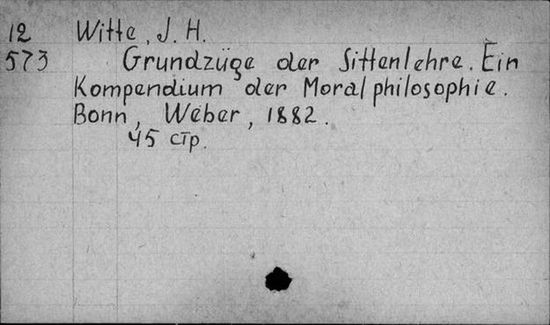 12 Witte, J. H.
573 Grundzüge der Sittenlehre. Ein
Kompendium der Moralphilosophie.
Bonn, Weber, 1882.
45 стр.